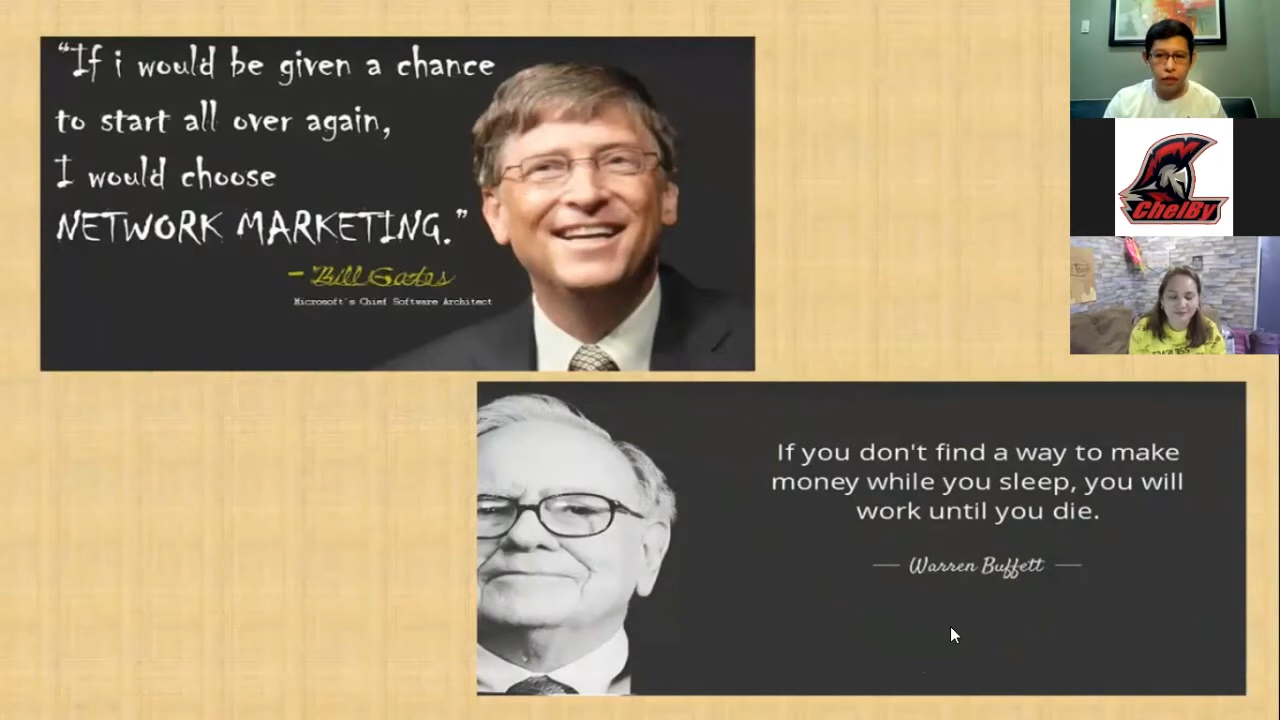 “If i would be given a chance
to start all over again,
I would choose
NETWORK MARKETING.”
– Bill Gates
Microsoft's Chief Software Architect
ChelBy
If you don't find a way to make
money while you sleep, you will
work until you die.
Warren Buffett